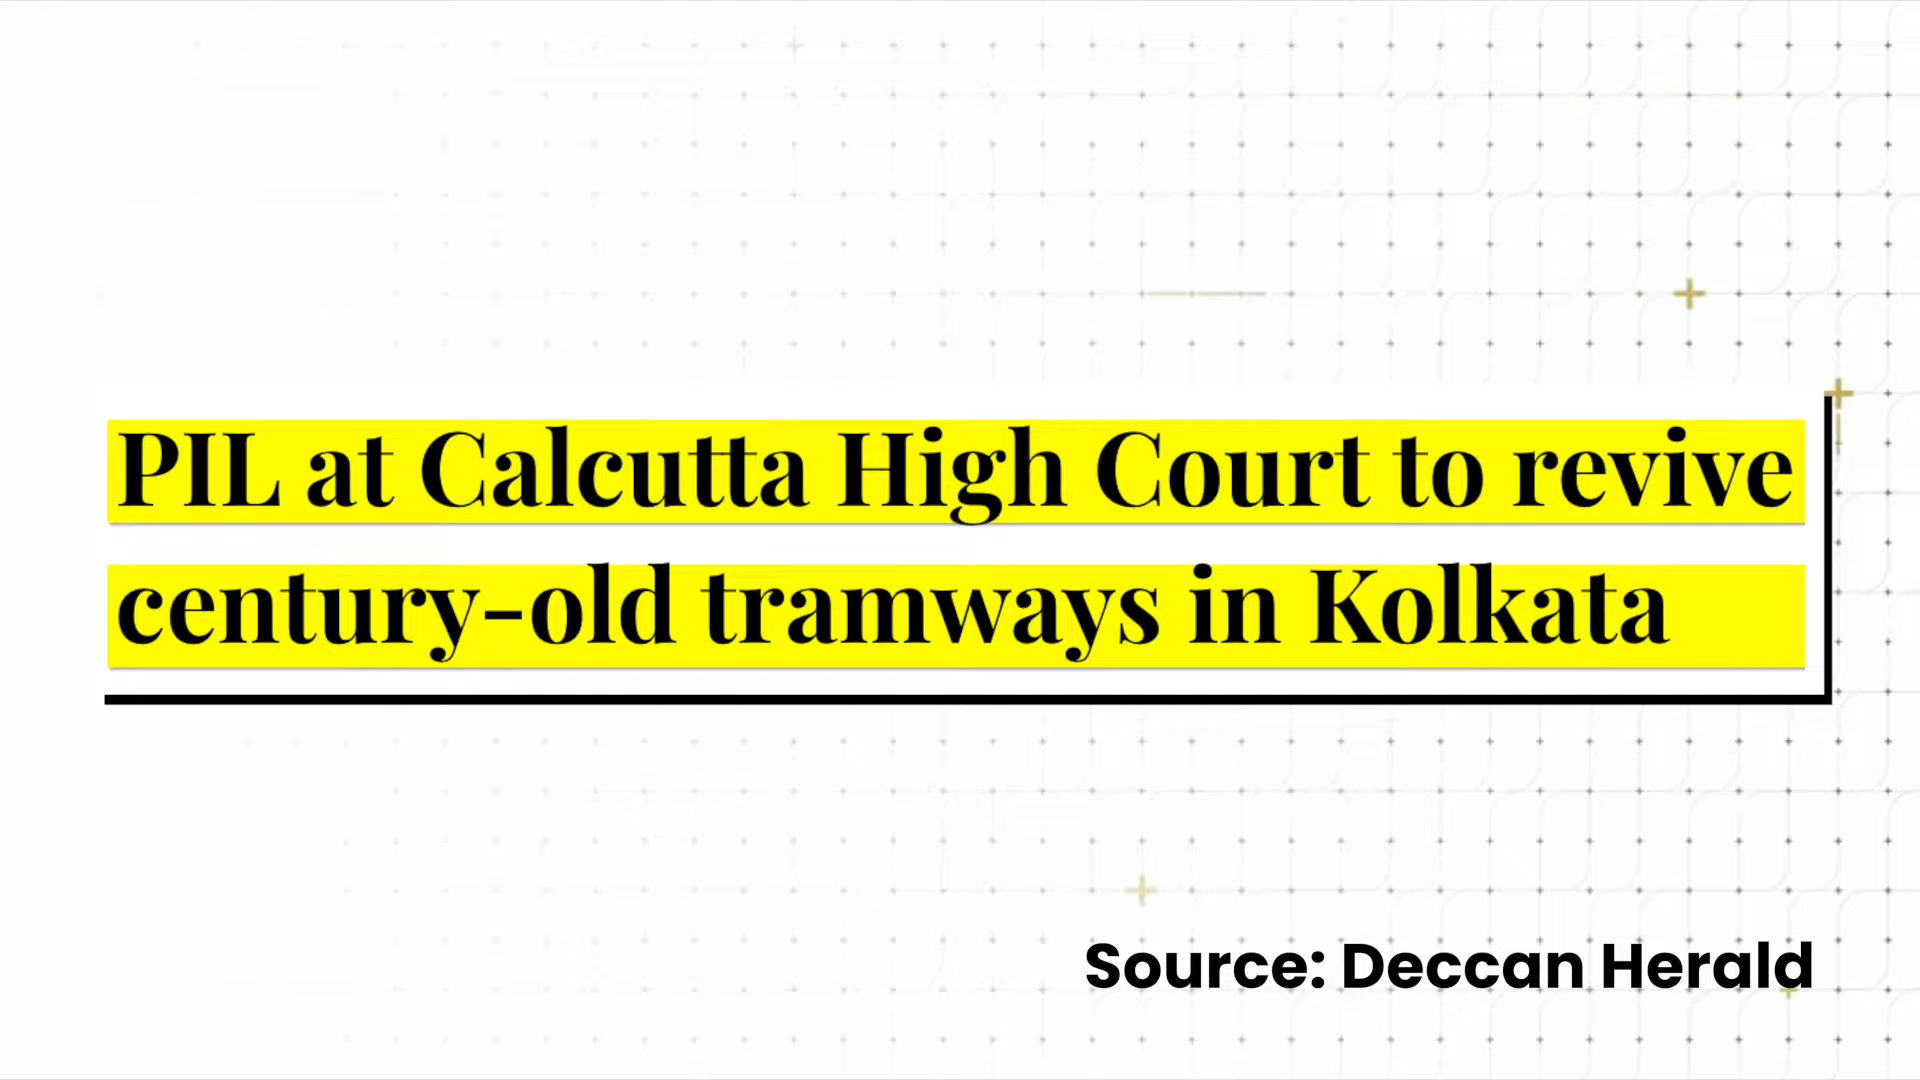 PIL at Calcutta High Court to revive
century-old tramways in Kolkata
Source: Deccan Herald